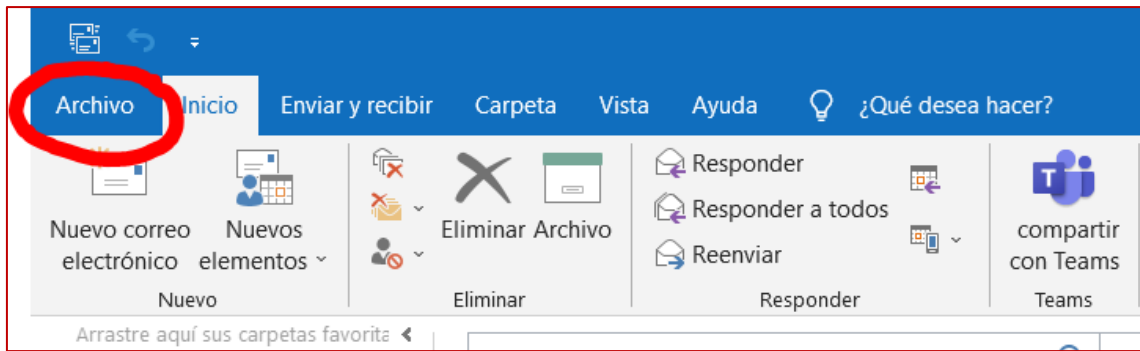 Archivo Inicio Enviar y recibir Carpeta Vista Ayuda ¿Qué desea hacer?
Nuevo correo electrónico
Nuevos elementos
Eliminar Archivo
Responder
Responder a todos
Reenviar
compartir con Teams
Nuevo Eliminar Responder Teams
Arrastre aquí sus carpetas favorita